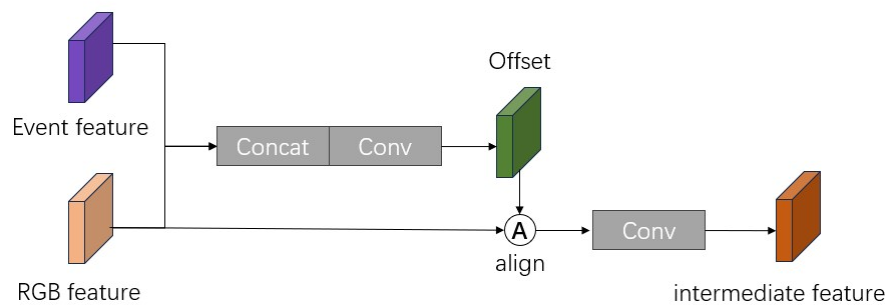 Offset
Event feature
Concat
Conv
A
align
Conv
RGB feature
intermediate feature